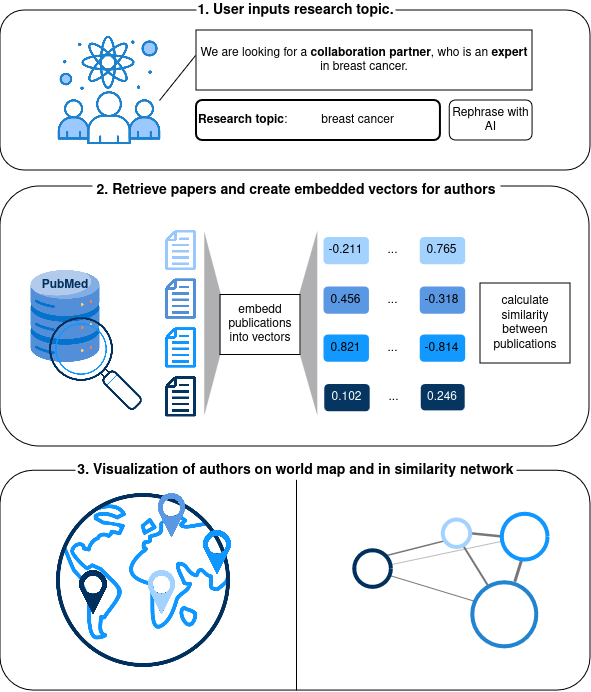 1. User inputs research topic.
We are looking for a collaboration partner, who is an expert
in breast cancer.
Research topic: breast cancer
Rephrase with
AI
2. Retrieve papers and create embedded vectors for authors
PubMed
embedd
publications
into vectors
-0.211 ... 0.765
0.456 ... -0.318
0.821 ... -0.814
0.102 ... 0.246
calculate
similarity
between
publications
3. Visualization of authors on world map and in similarity network